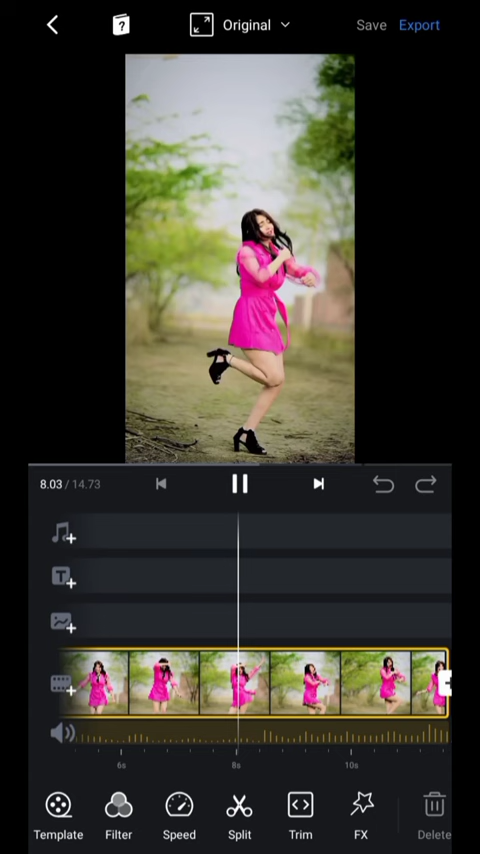 Original
Save
Export
8.03 / 14.73
T
6s
8s
10s
Template
Filter
Speed
Split
Trim
FX
Delete